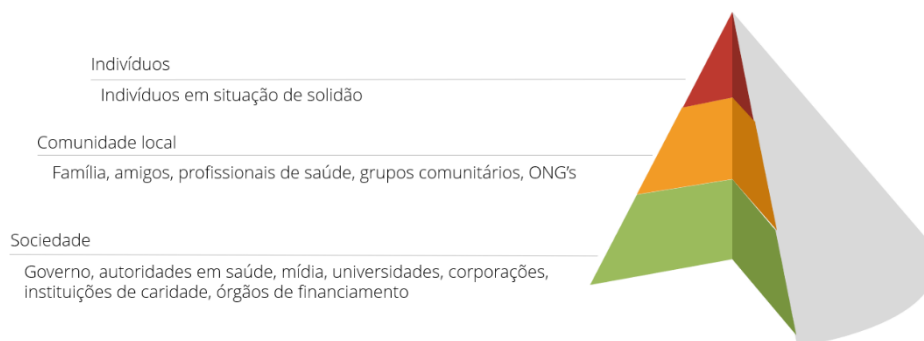 Indivíduos
Indivíduos em situação de solidão
Comunidade local
Família, amigos, profissionais de saúde, grupos comunitários, ONG's
Sociedade
Governo, autoridades em saúde, mídia, universidades, corporações,
instituições de caridade, órgãos de financiamento